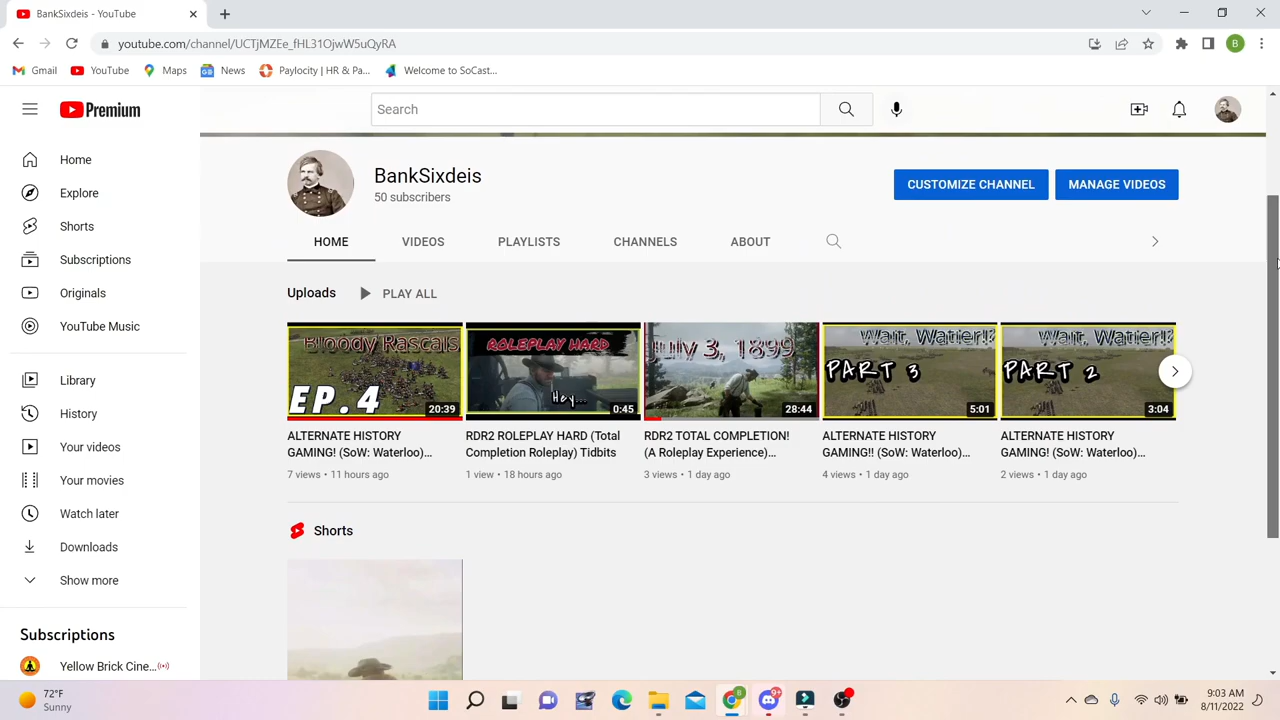 BankSixdeis - YouTube
youtube.com/channel/UCTjMZEe_fHL31OjwW5uQyRA
B
Gmail
YouTube
Maps
News
Paylocity | HR & Pa...
Welcome to SoCast...
Premium
Search
Home
Explore
Shorts
Subscriptions
Originals
YouTube Music
Library
History
Your videos
Your movies
Watch later
Downloads
Show more
Subscriptions
Yellow Brick Cine...
BankSixdeis
50 subscribers
CUSTOMIZE CHANNEL
MANAGE VIDEOS
HOME VIDEOS PLAYLISTS CHANNELS ABOUT
Uploads PLAY ALL
Bloody Rascals
EP.4
20:39
ALTERNATE HISTORY
GAMING! (SoW: Waterloo)...
7 views • 11 hours ago
ROLEPLAY HARD
Hey...
0:45
RDR2 ROLEPLAY HARD (Total
Completion Roleplay) Tidbits
1 view • 18 hours ago
July 3, 1899
28:44
RDR2 TOTAL COMPLETION!
(A Roleplay Experience)...
3 views • 1 day ago
Wait, Watier!?
PART 3
5:01
ALTERNATE HISTORY
GAMING!! (SoW: Waterloo)...
4 views • 1 day ago
Wait, Watier!?
PART 2
3:04
ALTERNATE HISTORY
GAMING! (SoW: Waterloo)...
2 views • 1 day ago
Shorts
72°F
Sunny
9:03 AM
8/11/2022